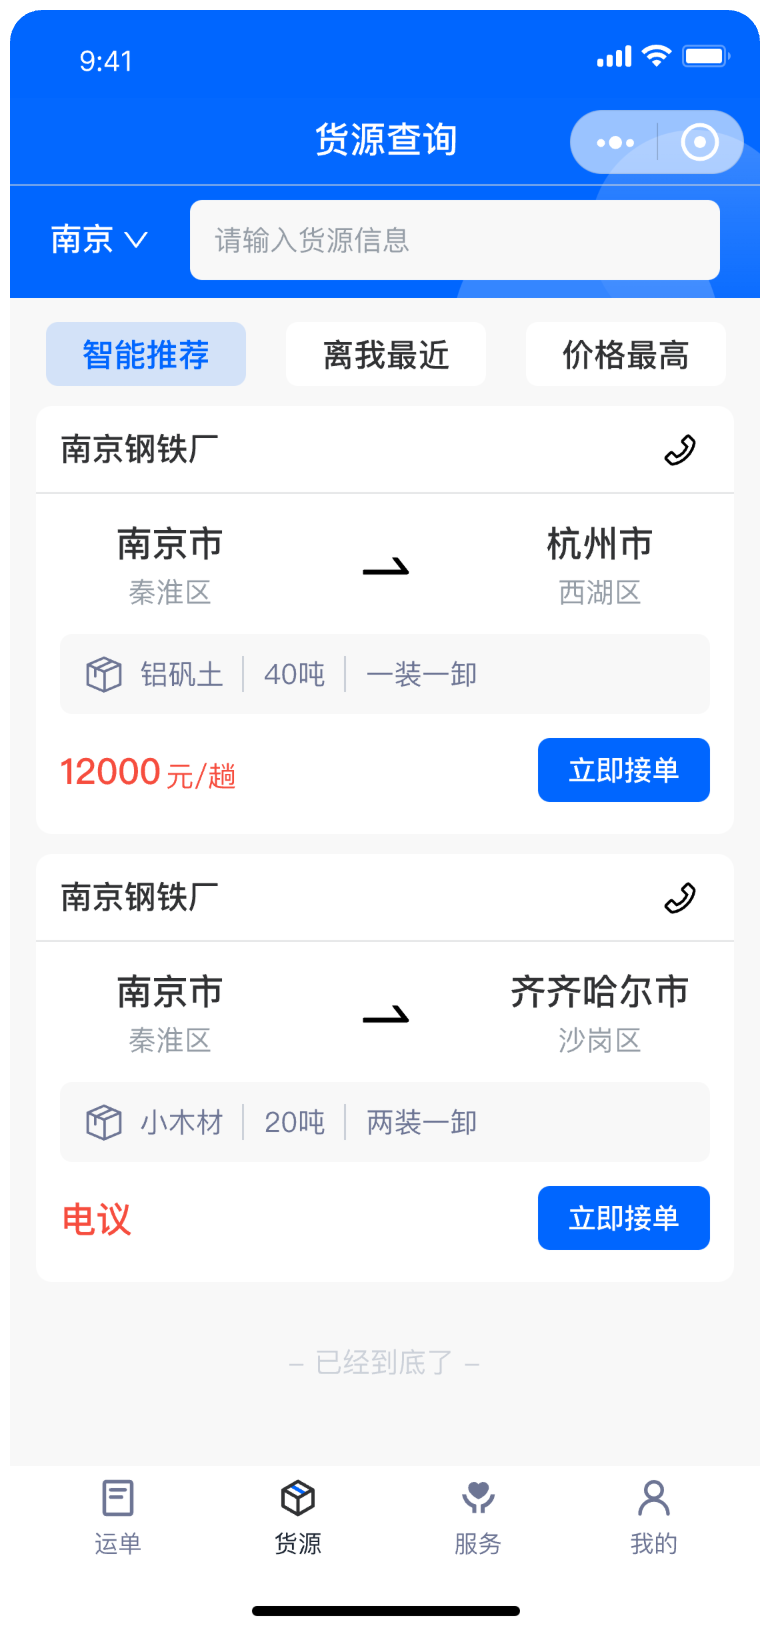 9:41
货源查询
南京
请输入货源信息
智能推荐 离我最近 价格最高
南京钢铁厂
南京市 杭州市
秦淮区 西湖区
铝矾土 40吨 一装一卸
12000元/趟 立即接单
南京钢铁厂
南京市 齐齐哈尔市
秦淮区 沙岗区
小木材 20吨 两装一卸
电议 立即接单
– 已经到底了 –
运单 货源 服务 我的